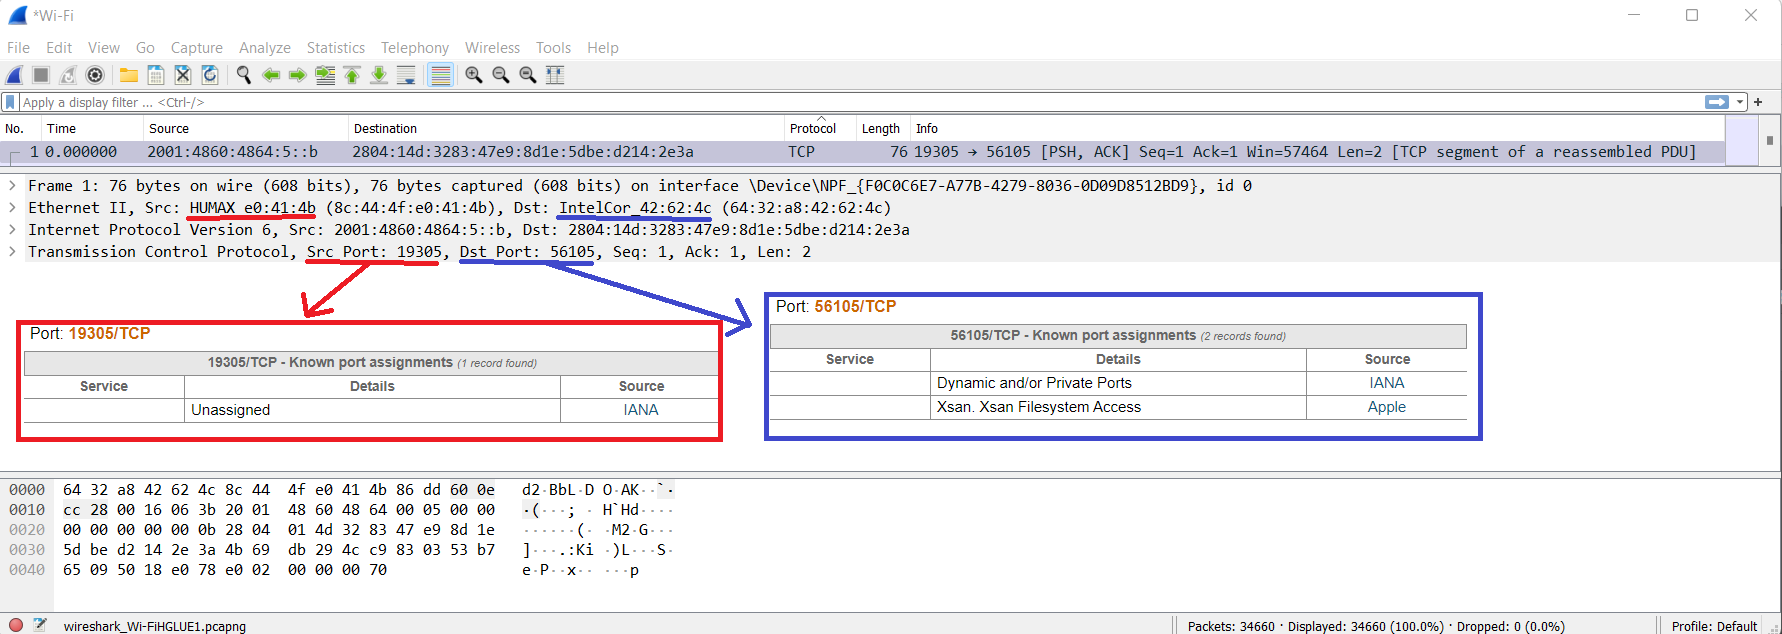 *Wi-Fi
File Edit View Go Capture Analyze Statistics Telephony Wireless Tools Help
Apply a display filter ... <Ctrl-/>
No. Time Source Destination Protocol Length Info
1 0.000000 2001:4860:4864:5::b 2804:14d:3283:47e9:8d1e:5dbe:d214:2e3a TCP 76 19305 → 56105 [PSH, ACK] Seq=1 Ack=1 Win=57464 Len=2 [TCP segment of a reassembled PDU]
Frame 1: 76 bytes on wire (608 bits), 76 bytes captured (608 bits) on interface \Device\NPF_{F0C0C6E7-A77B-4279-8036-0D09D8512BD9}, id 0
Ethernet II, Src: HUMAX e0:41:4b (8c:44:4f:e0:41:4b), Dst: IntelCor_42:62:4c (64:32:a8:42:62:4c)
Internet Protocol Version 6, Src: 2001:4860:4864:5::b, Dst: 2804:14d:3283:47e9:8d1e:5dbe:d214:2e3a
Transmission Control Protocol, Src Port: 19305, Dst Port: 56105, Seq: 1, Ack: 1, Len: 2
Port: 19305/TCP
19305/TCP - Known port assignments (1 record found)
Service Details Source
Unassigned IANA
Port: 56105/TCP
56105/TCP - Known port assignments (2 records found)
Service Details Source
Dynamic and/or Private Ports IANA
Xsan. Xsan Filesystem Access Apple
0000 64 32 a8 42 62 4c 8c 44 4f e0 41 4b 86 dd 60 0e d2·BbL·D O·AK··`·
0010 cc 28 00 16 06 3b 20 01 48 60 48 64 00 05 00 00 ·(···; · H`Hd····
0020 00 00 00 00 00 0b 28 04 01 4d 32 83 47 e9 8d 1e ······(· ·M2·G···
0030 5d be d2 14 2e 3a 4b 69 db 29 4c c9 83 03 53 b7 ]···.:Ki ·)L···S·
0040 65 09 50 18 e0 78 e0 02 00 00 00 70 e·P··x·· ···p
wireshark_Wi-FiHGLUE1.pcapng Packets: 34660 · Displayed: 34660 (100.0%) · Dropped: 0 (0.0%) Profile: Default